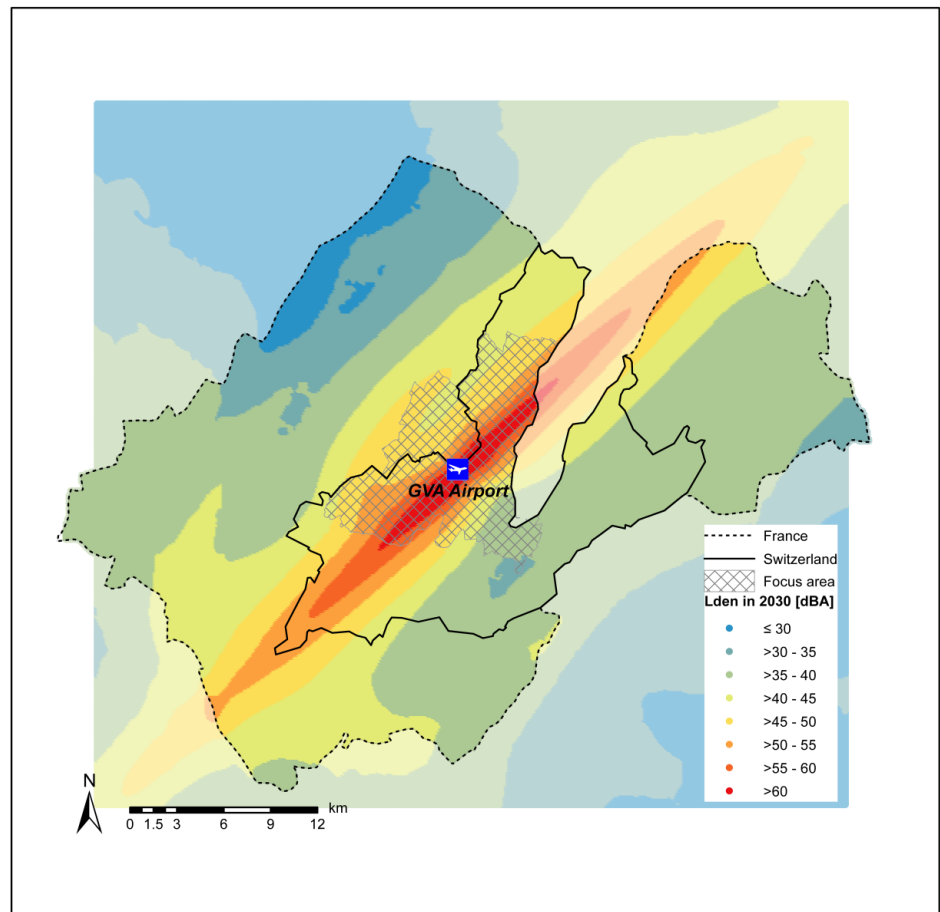 GVA Airport
France
Switzerland
Focus area
Lden in 2030 [dBA]
≤ 30
>30 - 35
>35 - 40
>40 - 45
>45 - 50
>50 - 55
>55 - 60
>60
N
km
0 1.5 3 6 9 12